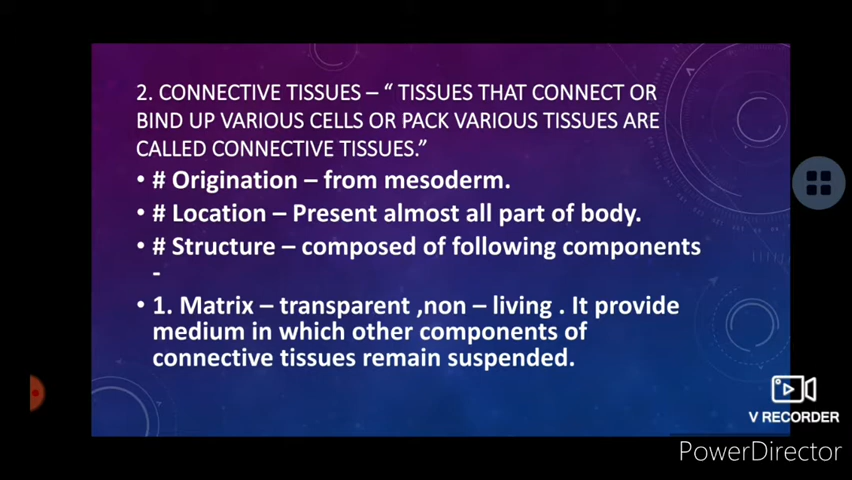 2. CONNECTIVE TISSUES – “ TISSUES THAT CONNECT OR
BIND UP VARIOUS CELLS OR PACK VARIOUS TISSUES ARE
CALLED CONNECTIVE TISSUES.”
• # Origination – from mesoderm.
• # Location – Present almost all part of body.
• # Structure – composed of following components
-
• 1. Matrix – transparent ,non – living . It provide
medium in which other components of
connective tissues remain suspended.
V RECORDER
PowerDirector